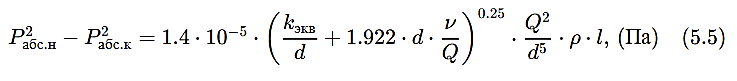 P²абс.н − P²абс.к = 1.4 · 10⁻⁵ · (kэкв/d + 1.922 · d · ν/Q)^0.25 · Q²/d⁵ · ρ · l, (Па) (5.5)